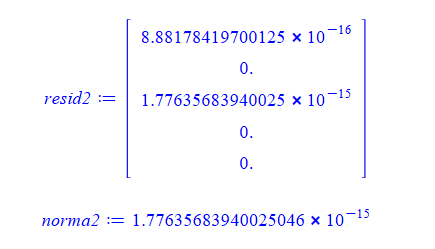 8.88178419700125 × 10⁻¹⁶
0.
resid2 := 1.77635683940025 × 10⁻¹⁵
0.
0.
norma2 := 1.77635683940025046 × 10⁻¹⁵